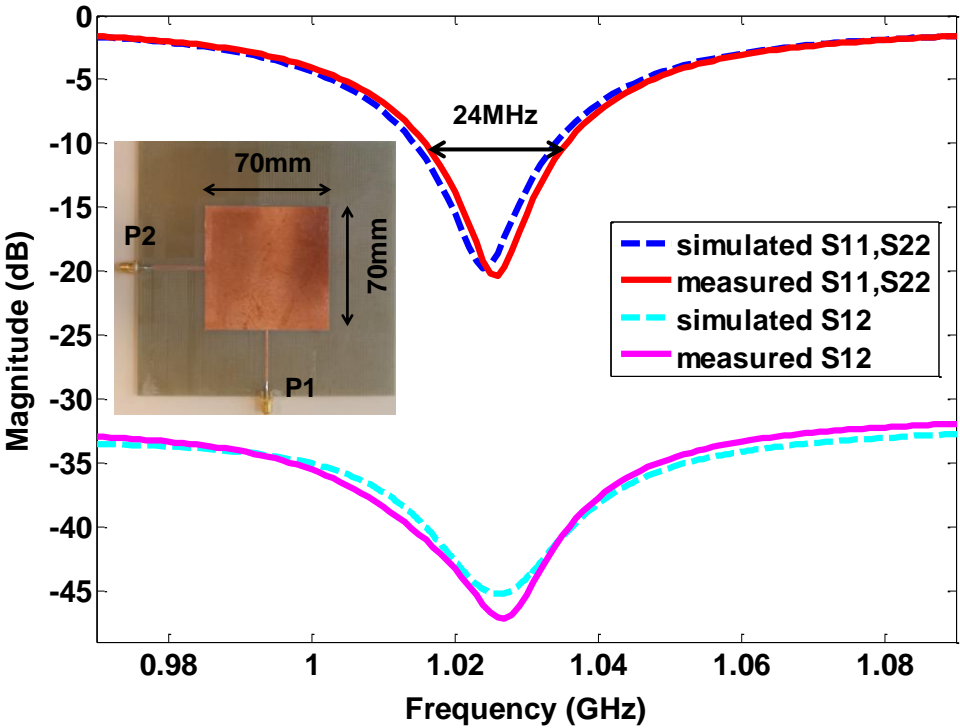 0
-5
-10
-15
-20
-25
-30
-35
-40
-45
Magnitude (dB)
24MHz
70mm
70mm
P2
P1
simulated S11,S22
measured S11,S22
simulated S12
measured S12
0.98
1
1.02
1.04
1.06
1.08
Frequency (GHz)